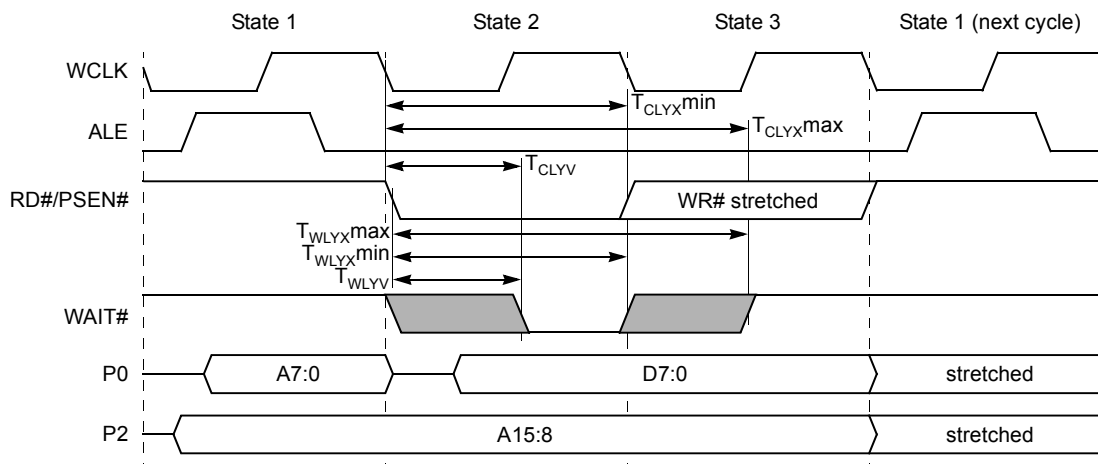 State 1 State 2 State 3 State 1 (next cycle)
WCLK
TCLYXmin
ALE
TCLYXmax
TCLYV
RD#/PSEN#
WR# stretched
TWLYXmax
TWLYXmin
TWLYV
WAIT#
P0 A7:0 D7:0 stretched
P2 A15:8 stretched